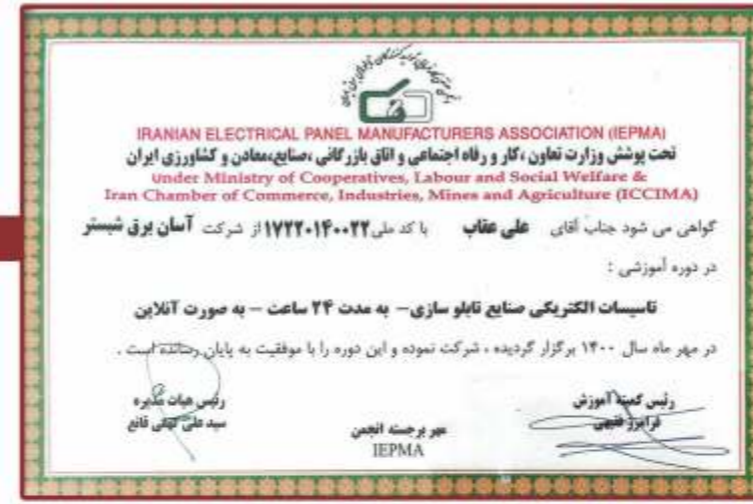 IRANIAN ELECTRICAL PANEL MANUFACTURERS ASSOCIATION (IEPMA)
تحت پوشش وزارت تعاون ،کار و رفاه اجتماعی و اتاق بازرگانی ،صنایع،معادن و کشاورزی ایران
Under Ministry of Cooperatives, Labour and Social Welfare &
Iran Chamber of Commerce, Industries, Mines and Agriculture (ICCIMA)
گواهی می شود جناب آقای علی عقاب با کد ملی ۱۷۲۲۰۱۴۰۰۲۲ از شرکت آسان برق شبستر
در دوره آموزشی :
تاسیسات الکتریکی صنایع تابلو سازی– به مدت ۲۴ ساعت – به صورت آنلاین
در مهر ماه سال ۱۴۰۰ برگزار گردیده ، شرکت نموده و این دوره را با موفقیت به پایان رسانده است .
رئیس کمیته آموزش
فرامرز فقیهی
مهر برجسته انجمن
IEPMA
رئیس هیات مدیره
سید علی قانع